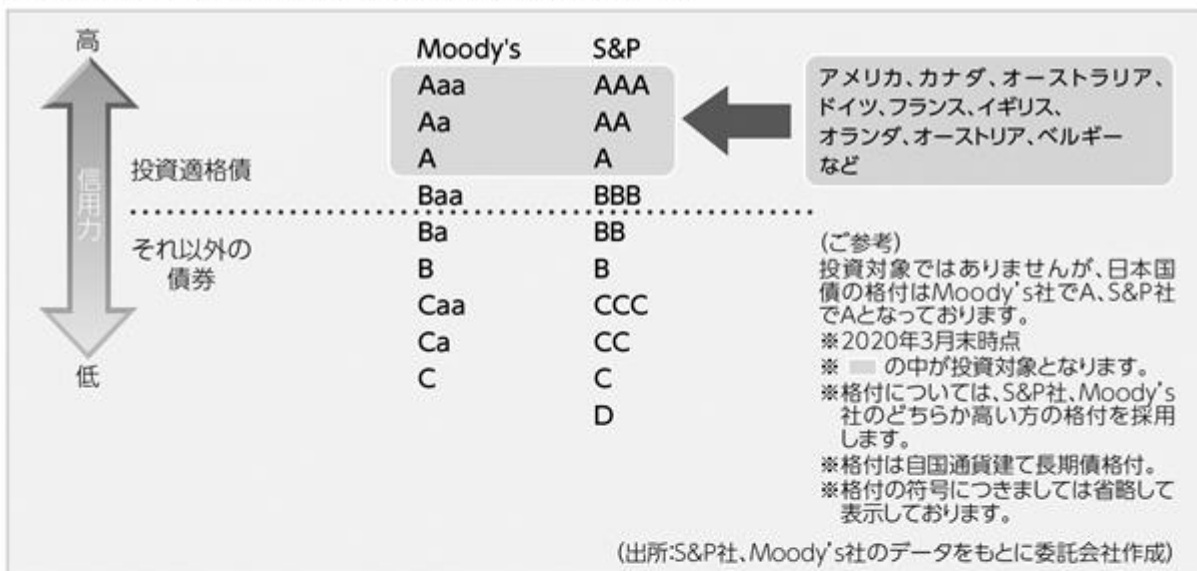 高
信用力
低
投資適格債
それ以外の
債券
Moody's S&P
Aaa AAA
Aa AA
A A
Baa BBB
Ba BB
B B
Caa CCC
Ca CC
C C
D
アメリカ、カナダ、オーストラリア、
ドイツ、フランス、イギリス、
オランダ、オーストリア、ベルギー
など
(ご参考)
投資対象ではありませんが、日本国
債の格付はMoody's社でA、S&P社
でAとなっております。
※2020年3月末時点
※ の中が投資対象となります。
※格付については、S&P社、Moody's
社のどちらか高い方の格付を採用
します。
※格付は自国通貨建て長期債格付。
※格付の符号につきましては省略して
表示しております。
(出所:S&P社、Moody's社のデータをもとに委託会社作成)